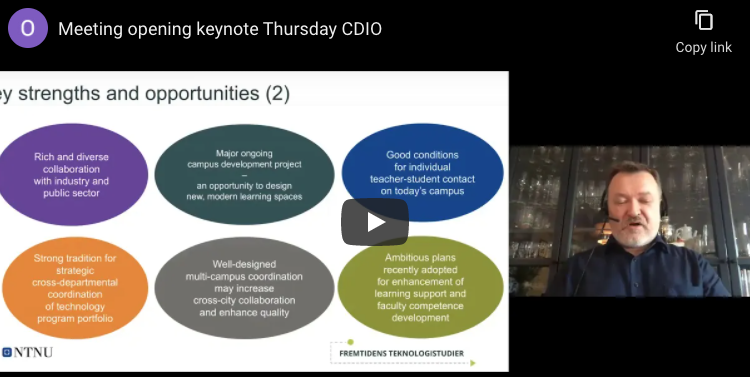 O
Meeting opening keynote Thursday CDIO
Copy link
ey strengths and opportunities (2)
Rich and diverse
collaboration
with industry and
public sector
Major ongoing
campus development project
–
an opportunity to design
new, modern learning spaces
Good conditions
for individual
teacher-student contact
on today's campus
Strong tradition for
strategic
cross-departmental
coordination
of technology
program portfolio
Well-designed
multi-campus coordination
may increase
cross-city collaboration
and enhance quality
Ambitious plans
recently adopted
for enhancement of
learning support and
faculty competence
development
NTNU
FREMTIDENS TEKNOLOGISTUDIER